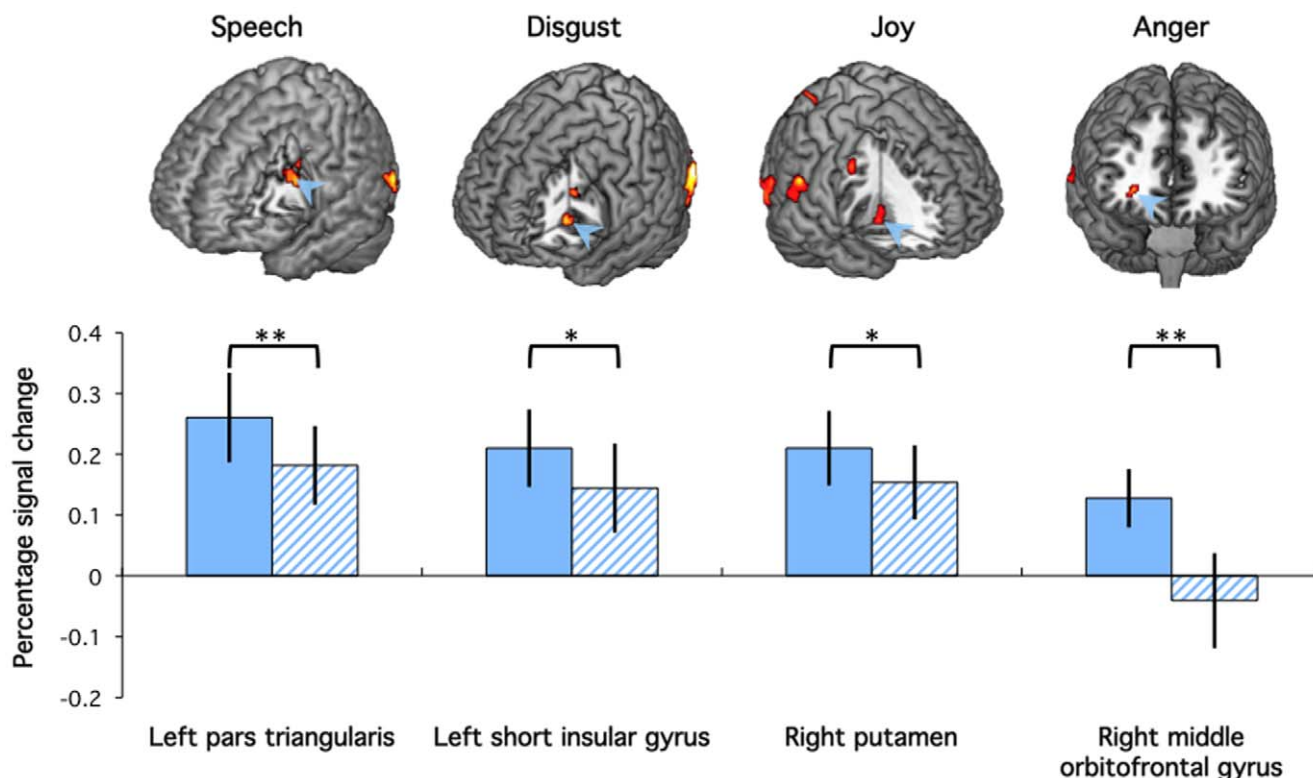 Speech
Disgust
Joy
Anger
Percentage signal change
0.4
0.3
0.2
0.1
0
-0.1
-0.2
**
*
*
**
Left pars triangularis
Left short insular gyrus
Right putamen
Right middle
orbitofrontal gyrus